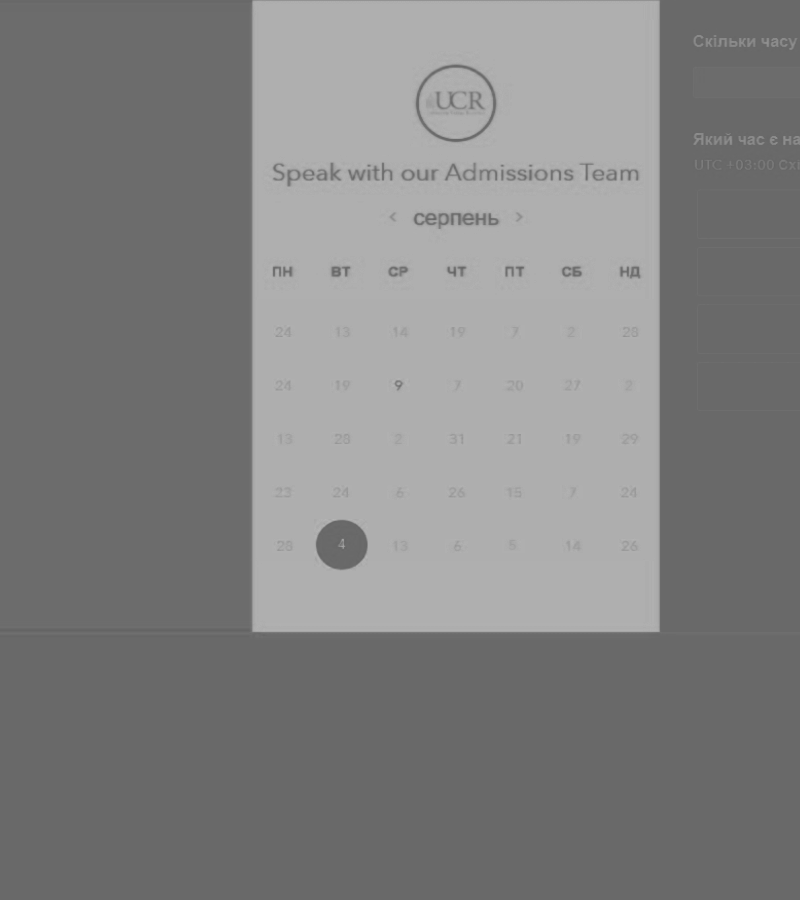 Скільки часу
UCR
Який час є на
UTC +03:00 Схі
Speak with our Admissions Team
< серпень >
ПН ВТ СР ЧТ ПТ СБ НД
24 13 14 19 7 2 28
24 19 9 7 20 27 2
13 28 2 31 21 19 29
23 24 6 26 15 7 24
28 4 13 6 5 14 26